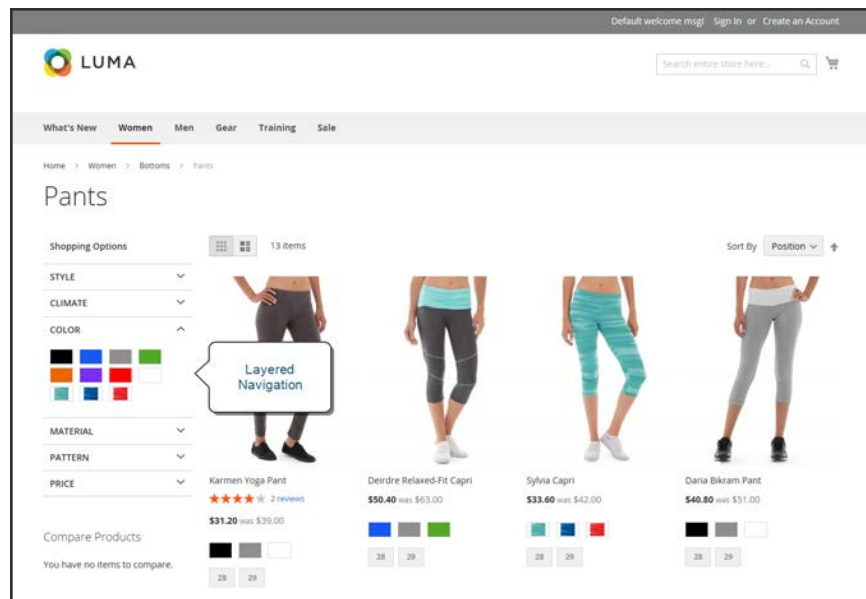 Default welcome msg! Sign In or Create an Account
LUMA
Search entire store here...
What's New Women Men Gear Training Sale
Home > Women > Bottoms > Pants
Pants
Shopping Options
13 items
Sort By Position
STYLE
CLIMATE
COLOR
Layered
Navigation
MATERIAL
PATTERN
PRICE
Compare Products
You have no items to compare.
Karmen Yoga Pant
2 reviews
$31.20 was $39.00
28 29
Deirdre Relaxed-Fit Capri
$50.40 was $63.00
28 29
Sylvia Capri
$33.60 was $42.00
28 29
Daria Bikram Pant
$40.80 was $51.00
28 29